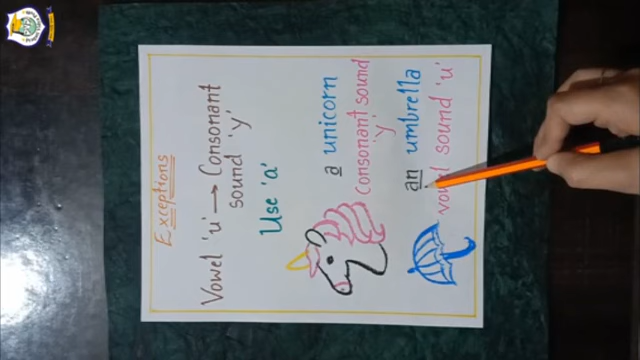 Exceptions
Vowel 'u' → Consonant
sound 'y'
Use 'a'
a unicorn
Consonant sound
'y'
an umbrella
vowel sound 'u'